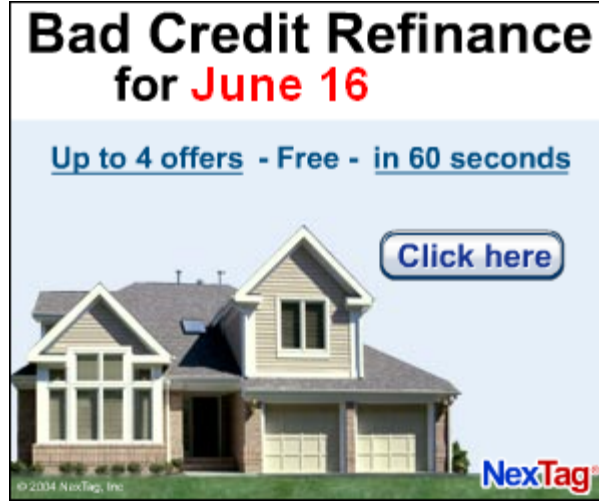 Bad Credit Refinance
for June 16
Up to 4 offers - Free - in 60 seconds
Click here
NexTag®
© 2004 NexTag, Inc